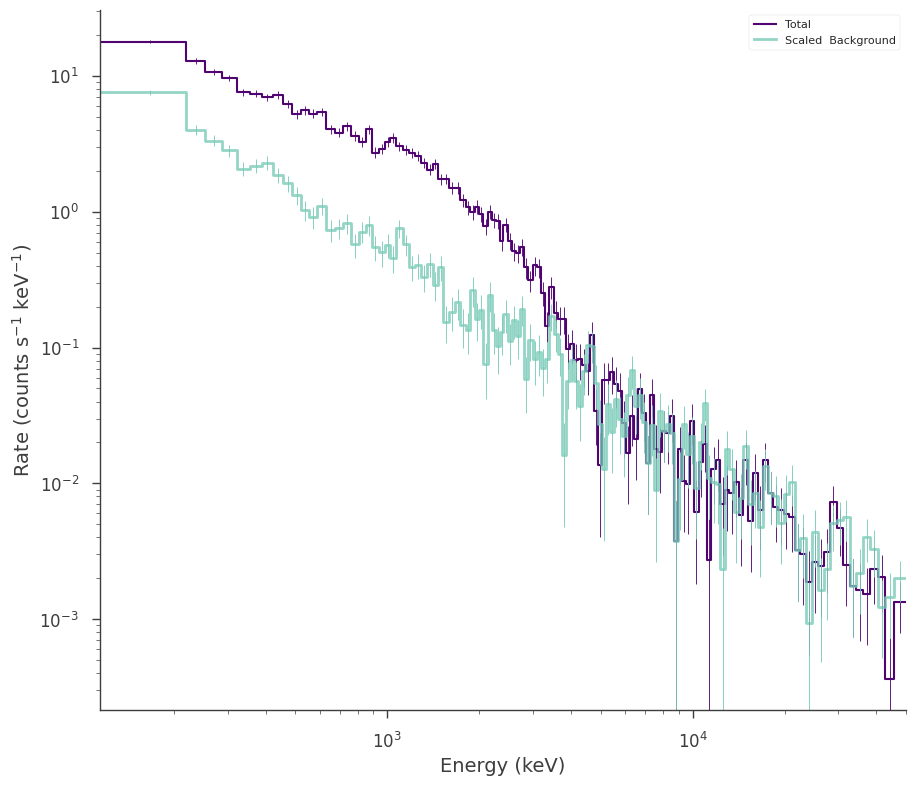 Total
Scaled  Background
10¹
10⁰
10⁻¹
10⁻²
10⁻³
Rate (counts s⁻¹ keV⁻¹)
10³
10⁴
Energy (keV)